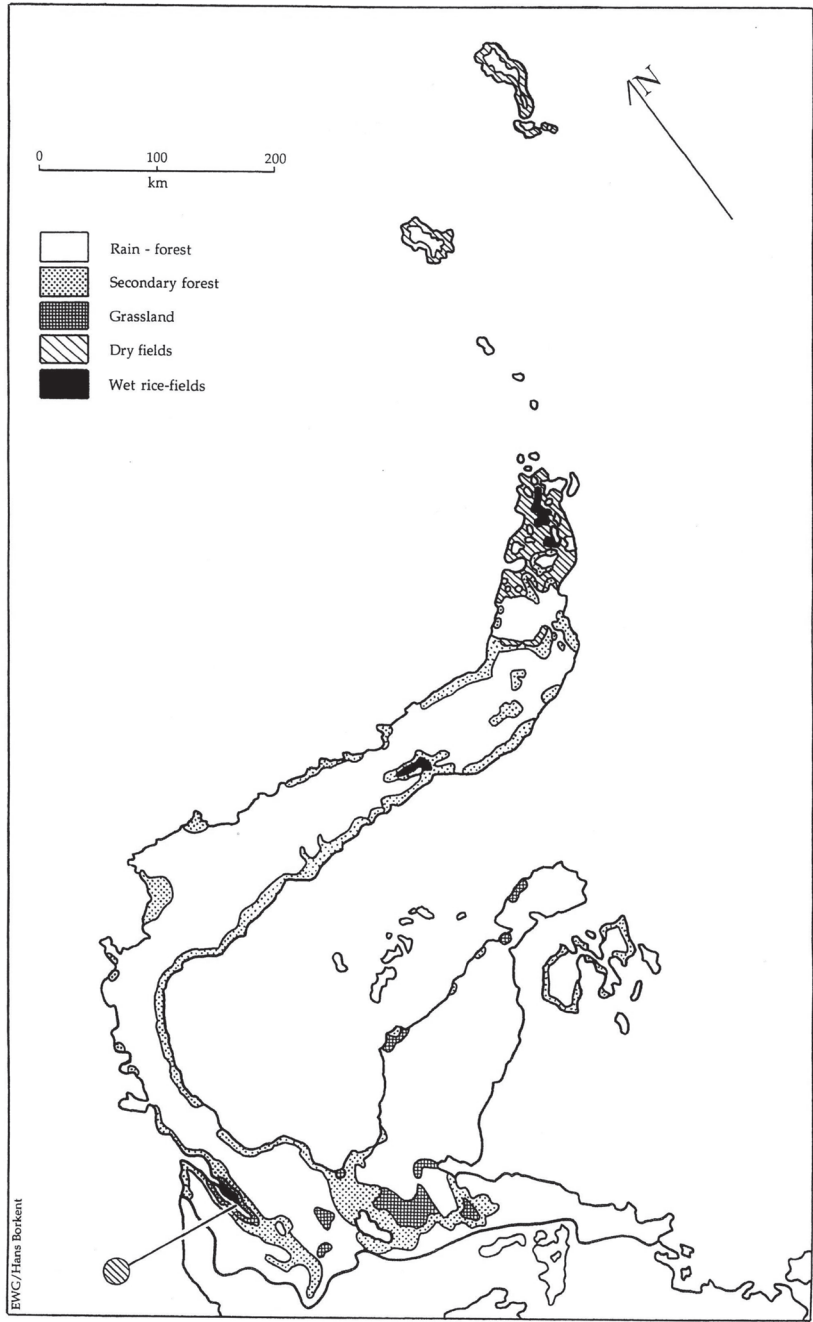 N
0 100 200
km
Rain - forest
Secondary forest
Grassland
Dry fields
Wet rice-fields
EWG/Hans Borkent